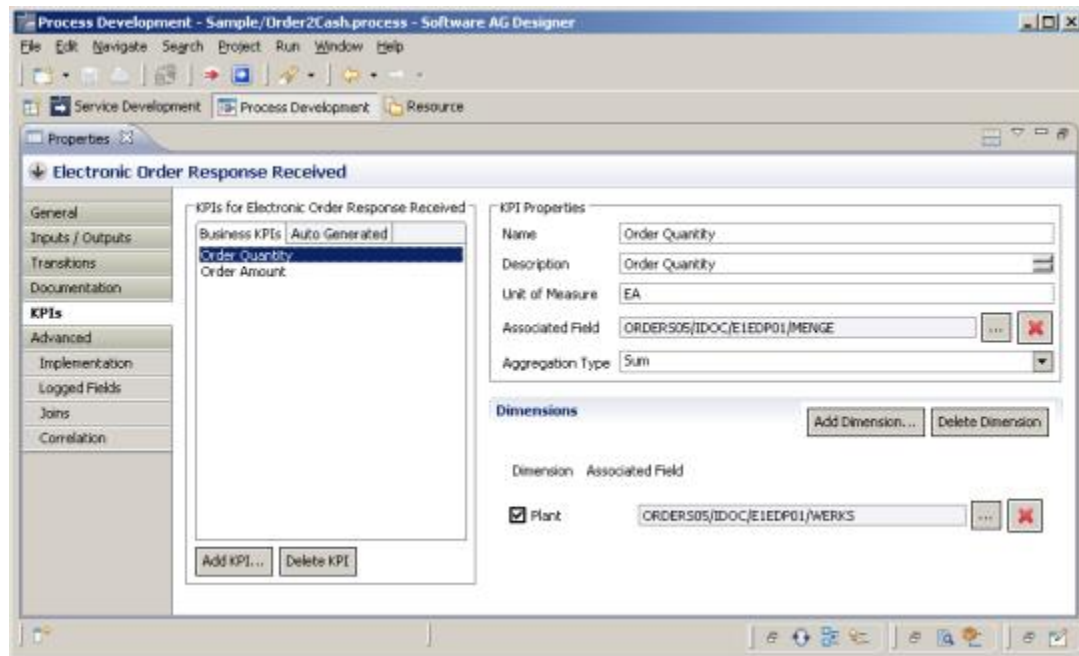 Process Development - Sample/Order2Cash.process - Software AG Designer
File Edit Navigate Search Project Run Window Help
Service Development Process Development Resource
Properties
Electronic Order Response Received
General
Inputs / Outputs
Transitions
Documentation
KPIs
Advanced
Implementation
Logged Fields
Joins
Correlation
KPIs for Electronic Order Response Received
Business KPIs Auto Generated
Order Quantity
Order Amount
Add KPI... Delete KPI
KPI Properties
Name Order Quantity
Description Order Quantity
Unit of Measure EA
Associated Field ORDERS05/IDOC/E1EDP01/MENGE ...
Aggregation Type Sum
Dimensions
Add Dimension... Delete Dimension
Dimension Associated Field
Plant ORDERS05/IDOC/E1EDP01/WERKS ...